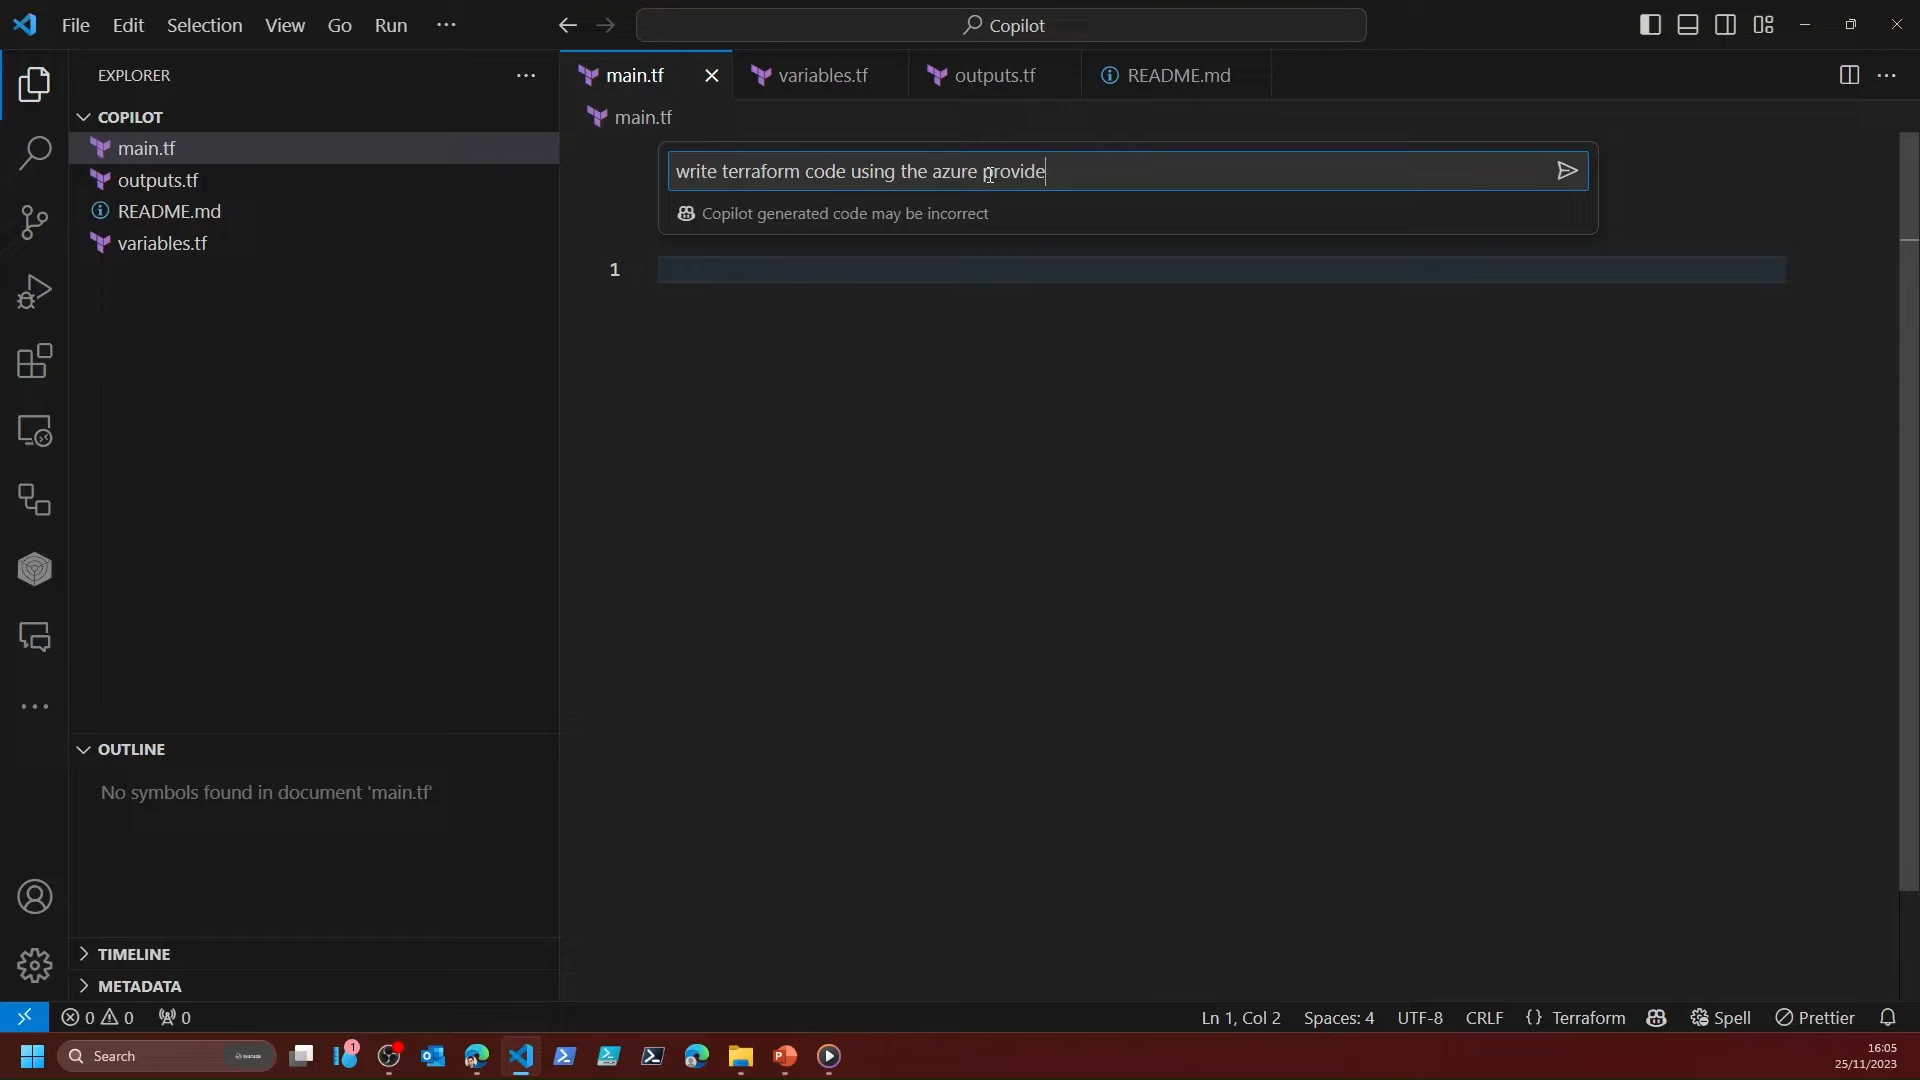 File Edit Selection View Go Run
Copilot
EXPLORER
main.tf variables.tf outputs.tf README.md
COPILOT
main.tf
main.tf
outputs.tf
README.md
variables.tf
write terraform code using the azure provide
Copilot generated code may be incorrect
1
OUTLINE
No symbols found in document 'main.tf'
TIMELINE
METADATA
0 0 0
Ln 1, Col 2 Spaces: 4 UTF-8 CRLF {} Terraform Spell Prettier
Search
1
16:05
25/11/2023